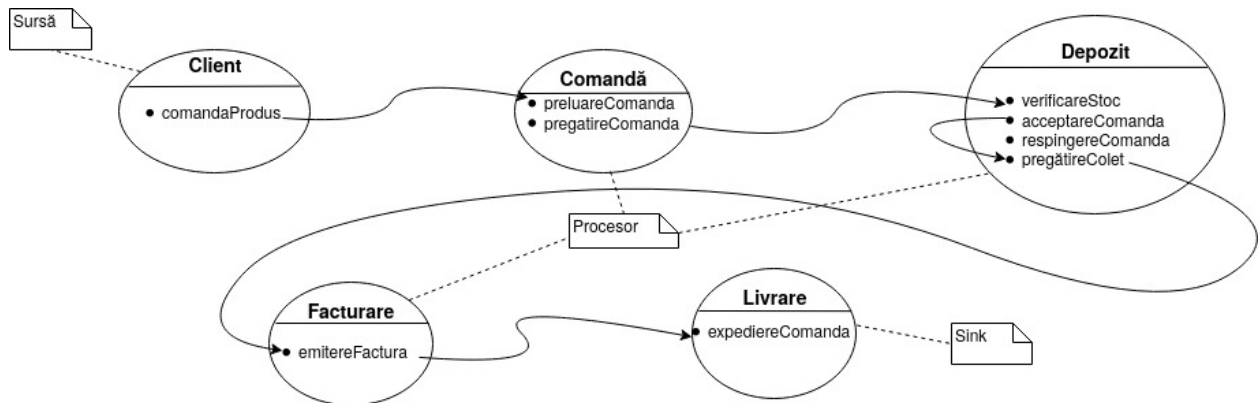 Sursă
Client
comandaProdus
Comandă
preluareComanda
pregatireComanda
Depozit
verificareStoc
acceptareComanda
respingereComanda
pregătireColet
Procesor
Facturare
emitereFactura
Livrare
expediereComanda
Sink